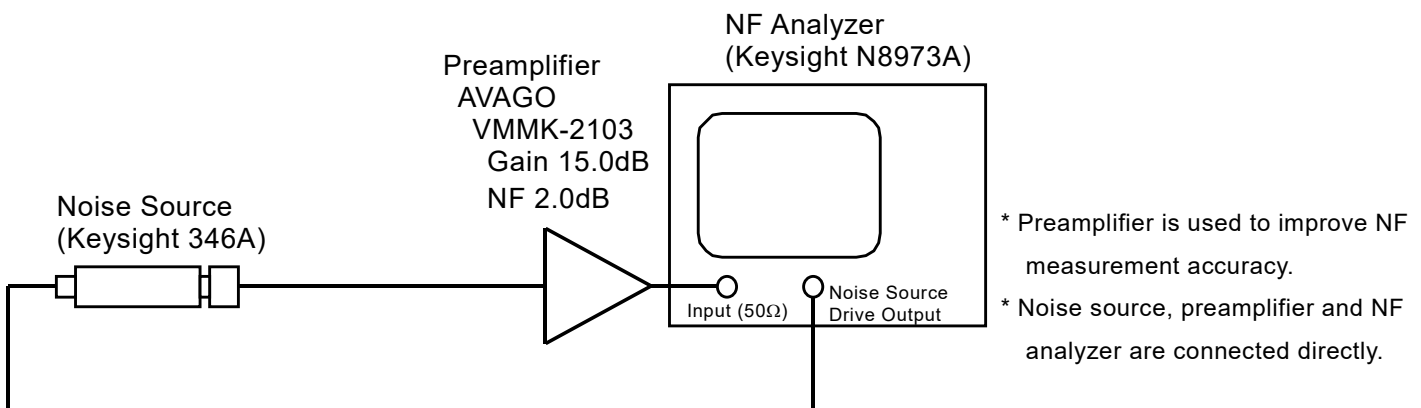 NF Analyzer
(Keysight N8973A)
Preamplifier
AVAGO
VMMK-2103
Gain 15.0dB
NF 2.0dB
Noise Source
(Keysight 346A)
Input (50Ω)
Noise Source
Drive Output
* Preamplifier is used to improve NF
measurement accuracy.
* Noise source, preamplifier and NF
analyzer are connected directly.